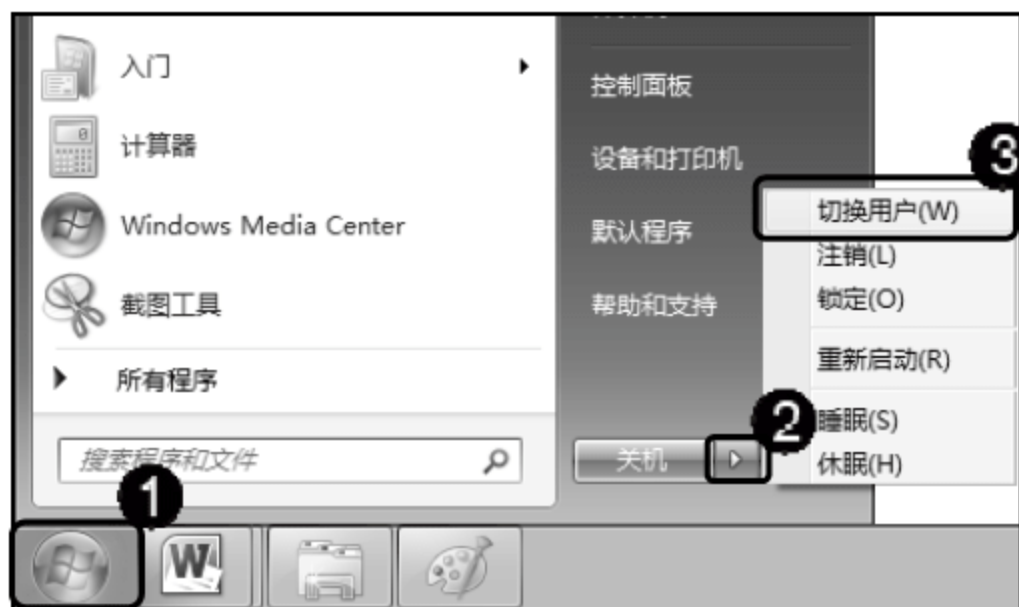 入门
计算器
Windows Media Center
截图工具
所有程序
搜索程序和文件
1
控制面板
设备和打印机
默认程序
帮助和支持
关机
2
3
切换用户(W)
注销(L)
锁定(O)
重新启动(R)
睡眠(S)
休眠(H)
W